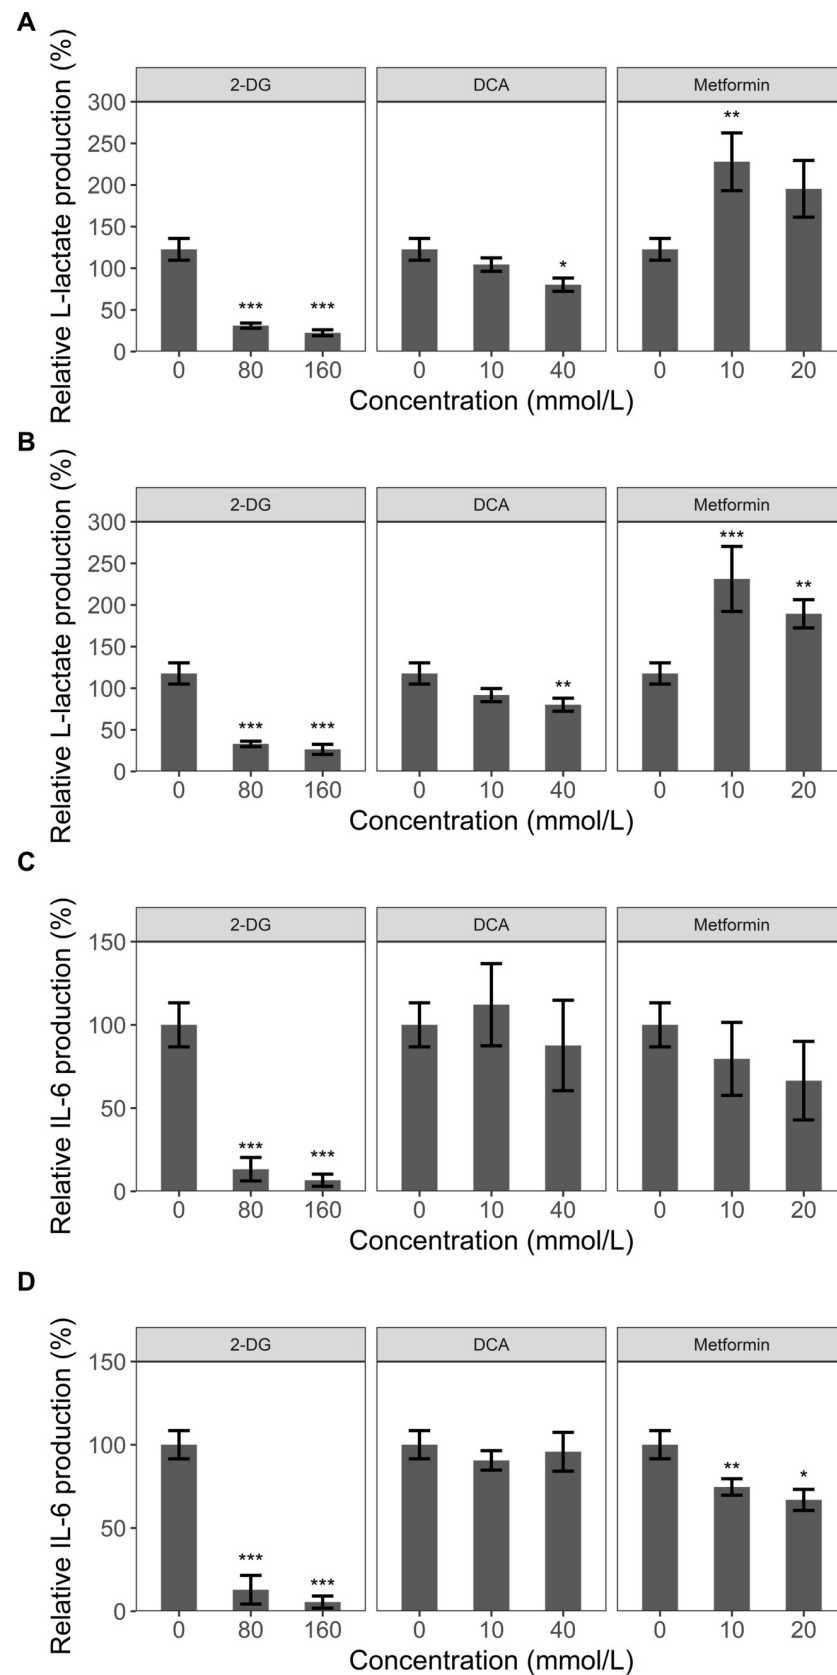 A
Relative L-lactate production (%)
2-DG DCA Metformin
300
250
200
150
100
50
0
** 
*** *** *
0 80 160 0 10 40 0 10 20
Concentration (mmol/L)
B
Relative L-lactate production (%)
2-DG DCA Metformin
300
250
200
150
100
50
0
*** **
*** *** **
0 80 160 0 10 40 0 10 20
Concentration (mmol/L)
C
Relative IL-6 production (%)
2-DG DCA Metformin
150
100
50
0
*** ***
0 80 160 0 10 40 0 10 20
Concentration (mmol/L)
D
Relative IL-6 production (%)
2-DG DCA Metformin
150
100
50
0
** *
*** ***
0 80 160 0 10 40 0 10 20
Concentration (mmol/L)